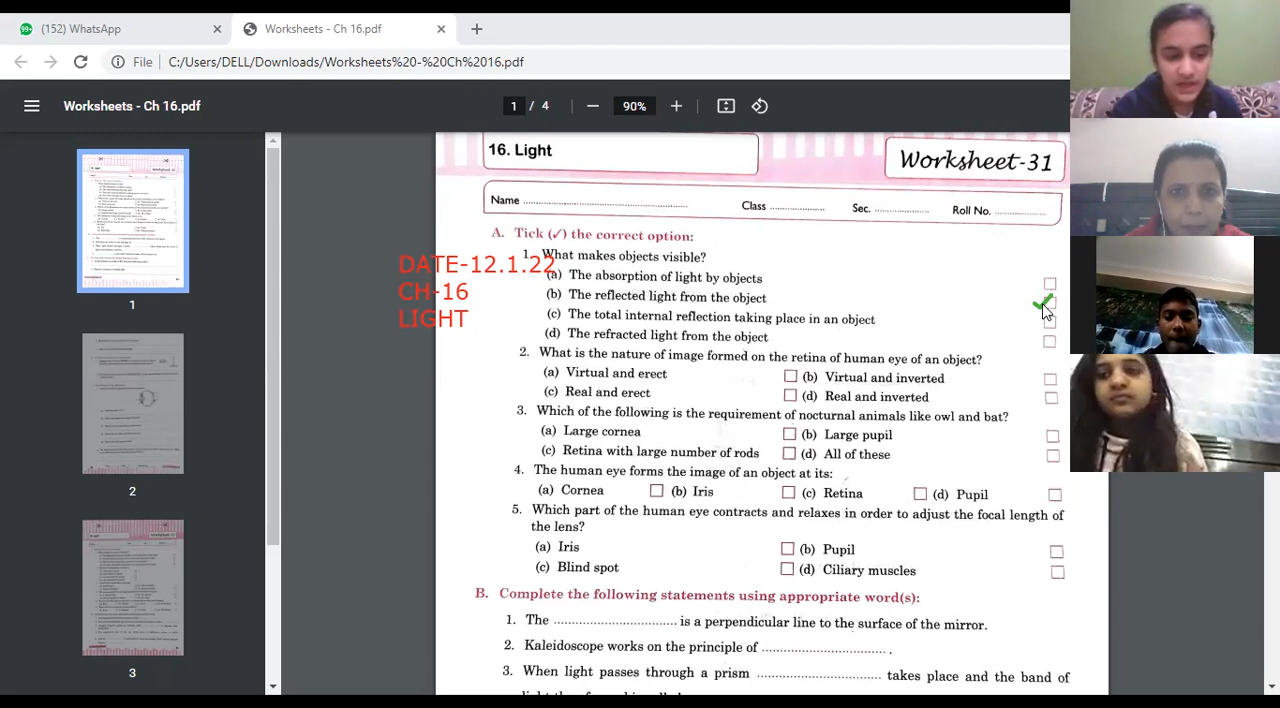 (152) WhatsApp
Worksheets - Ch 16.pdf
File C:/Users/DELL/Downloads/Worksheets%20-%20Ch%2016.pdf
Worksheets - Ch 16.pdf
1 / 4
90%
16. Light
Worksheet-31
Name Class Sec. Roll No.
A. Tick (✓) the correct option:
1. What makes objects visible?
DATE-12.1.22
CH-16
LIGHT
(a) The absorption of light by objects
(b) The reflected light from the object
(c) The total internal reflection taking place in an object
(d) The refracted light from the object
2. What is the nature of image formed on the retina of human eye of an object?
(a) Virtual and erect (b) Virtual and inverted
(c) Real and erect (d) Real and inverted
3. Which of the following is the requirement of nocturnal animals like owl and bat?
(a) Large cornea (b) Large pupil
(c) Retina with large number of rods (d) All of these
4. The human eye forms the image of an object at its:
(a) Cornea (b) Iris (c) Retina (d) Pupil
5. Which part of the human eye contracts and relaxes in order to adjust the focal length of
the lens?
(a) Iris (b) Pupil
(c) Blind spot (d) Ciliary muscles
B. Complete the following statements using appropriate word(s):
1. The .............................. is a perpendicular line to the surface of the mirror.
2. Kaleidoscope works on the principle of .............................. .
3. When light passes through a prism .............................. takes place and the band of
1
2
3